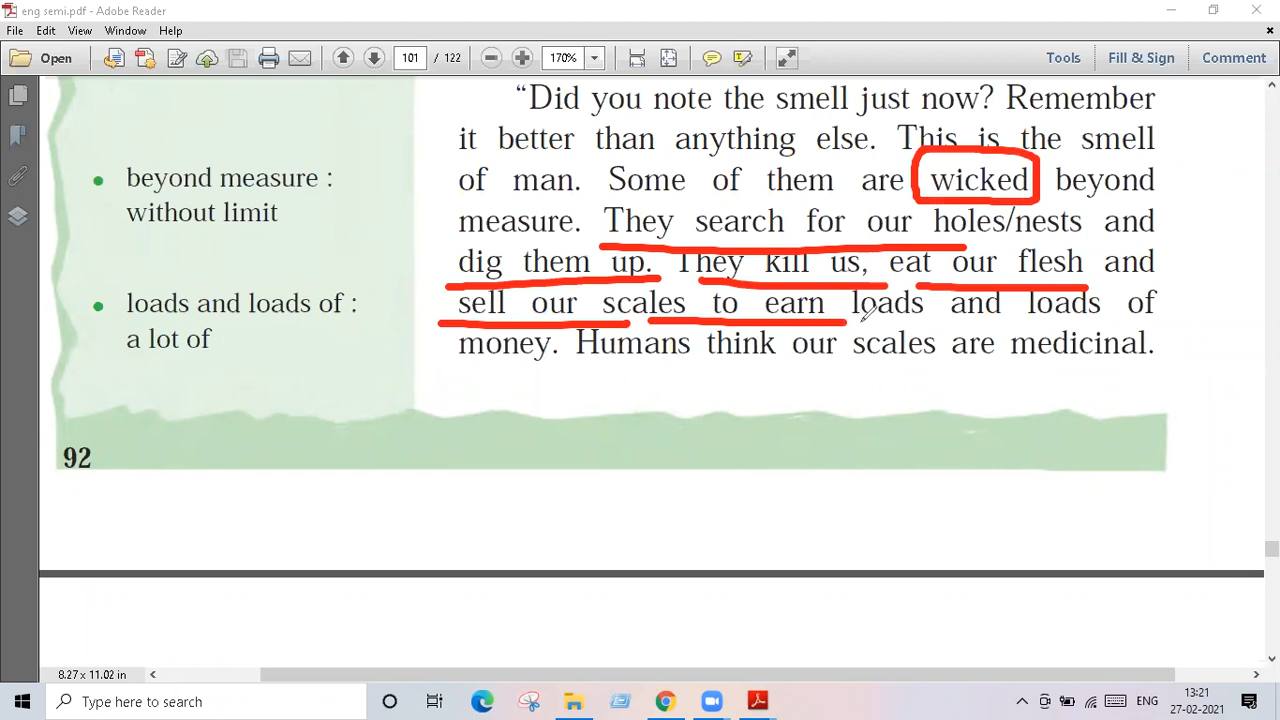 eng semi.pdf - Adobe Reader
File Edit View Window Help
Open 101 / 122 170% Tools Fill & Sign Comment
“Did you note the smell just now? Remember
it better than anything else. This is the smell
of man. Some of them are wicked beyond
measure. They search for our holes/nests and
dig them up. They kill us, eat our flesh and
sell our scales to earn loads and loads of
money. Humans think our scales are medicinal.
• beyond measure :
without limit
• loads and loads of :
a lot of
92
8.27 x 11.02 in
Type here to search
ENG
13:21
27-02-2021